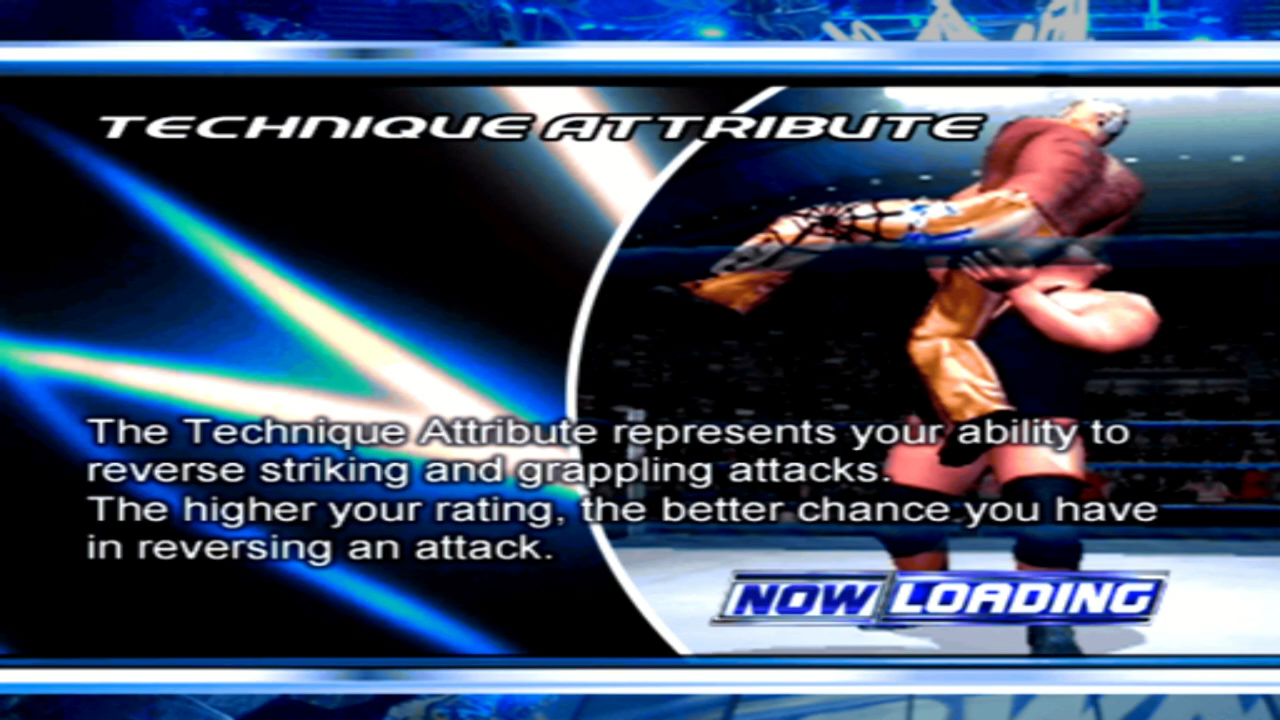 TECHNIQUE ATTRIBUTE
The Technique Attribute represents your ability to
reverse striking and grappling attacks.
The higher your rating, the better chance you have
in reversing an attack.
NOW LOADING